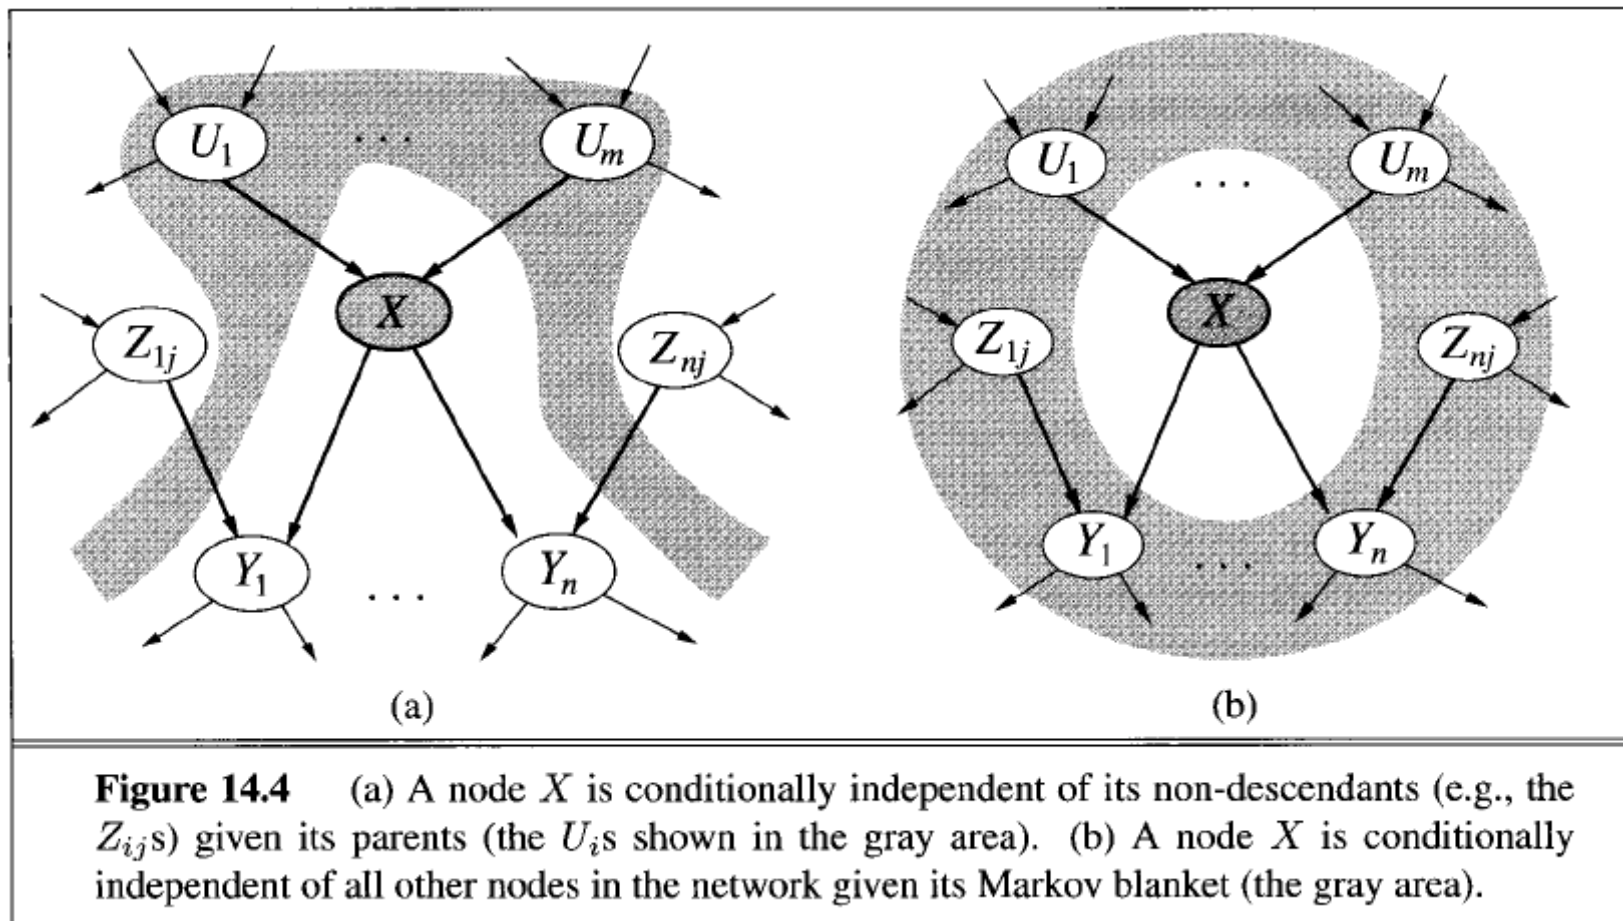 U1 ... Um
X
Z1j Znj
Y1 ... Yn
(a)
U1 ... Um
X
Z1j Znj
Y1 ... Yn
(b)
Figure 14.4 (a) A node X is conditionally independent of its non-descendants (e.g., the
Zijs) given its parents (the Uis shown in the gray area). (b) A node X is conditionally
independent of all other nodes in the network given its Markov blanket (the gray area).